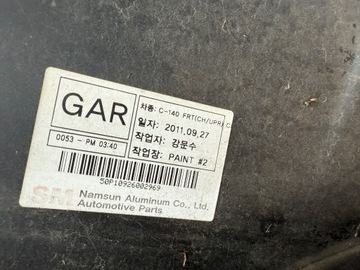 GAR
차종: C-140 FRT(CH/UPR) C
일자: 2011.09.27
작업자: 강문수
작업장: PAINT #2
0053 - PM 03:40
50P10926002969
SM Namsun Aluminum Co., Ltd.
Automotive Parts